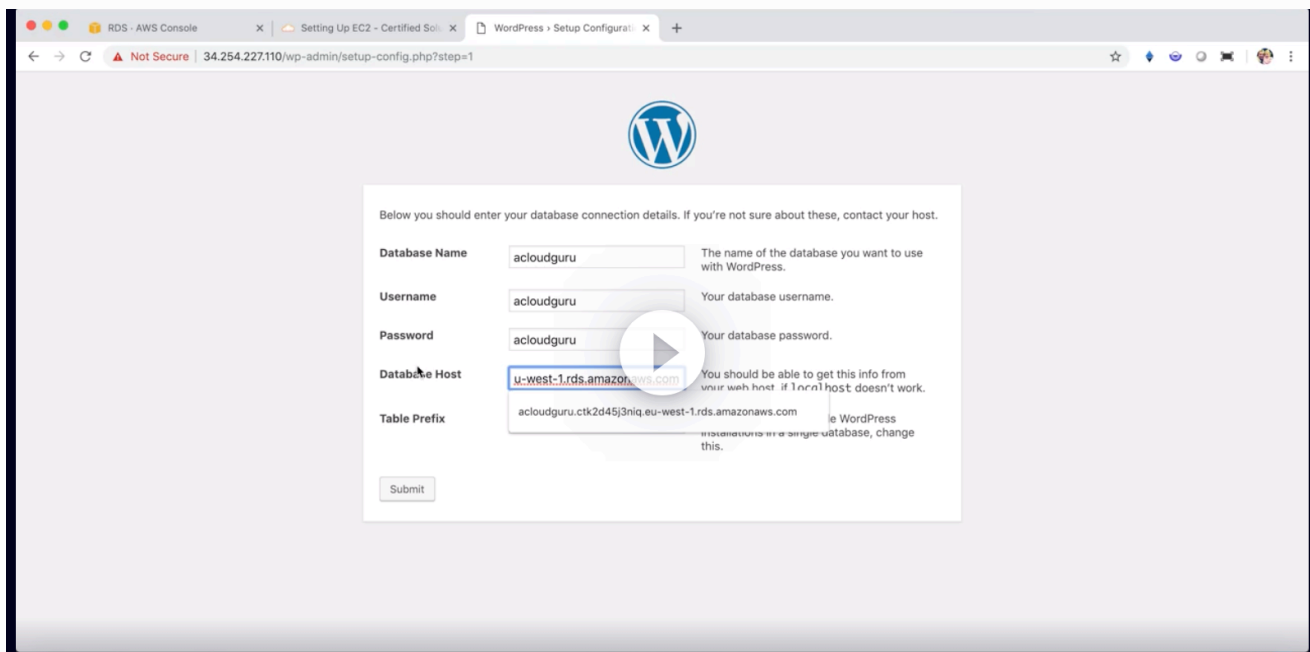 RDS - AWS Console
Setting Up EC2 - Certified Sol
WordPress › Setup Configurati
Not Secure | 34.254.227.110/wp-admin/setup-config.php?step=1
Below you should enter your database connection details. If you're not sure about these, contact your host.
Database Name
acloudguru
The name of the database you want to use
with WordPress.
Username
acloudguru
Your database username.
Password
acloudguru
Your database password.
Database Host
u-west-1.rds.amazonaws.com
You should be able to get this info from
your web host, if localhost doesn't work.
acloudguru.ctk2d45j3niq.eu-west-1.rds.amazonaws.com
Table Prefix
WordPress
installations in a single database, change
this.
Submit